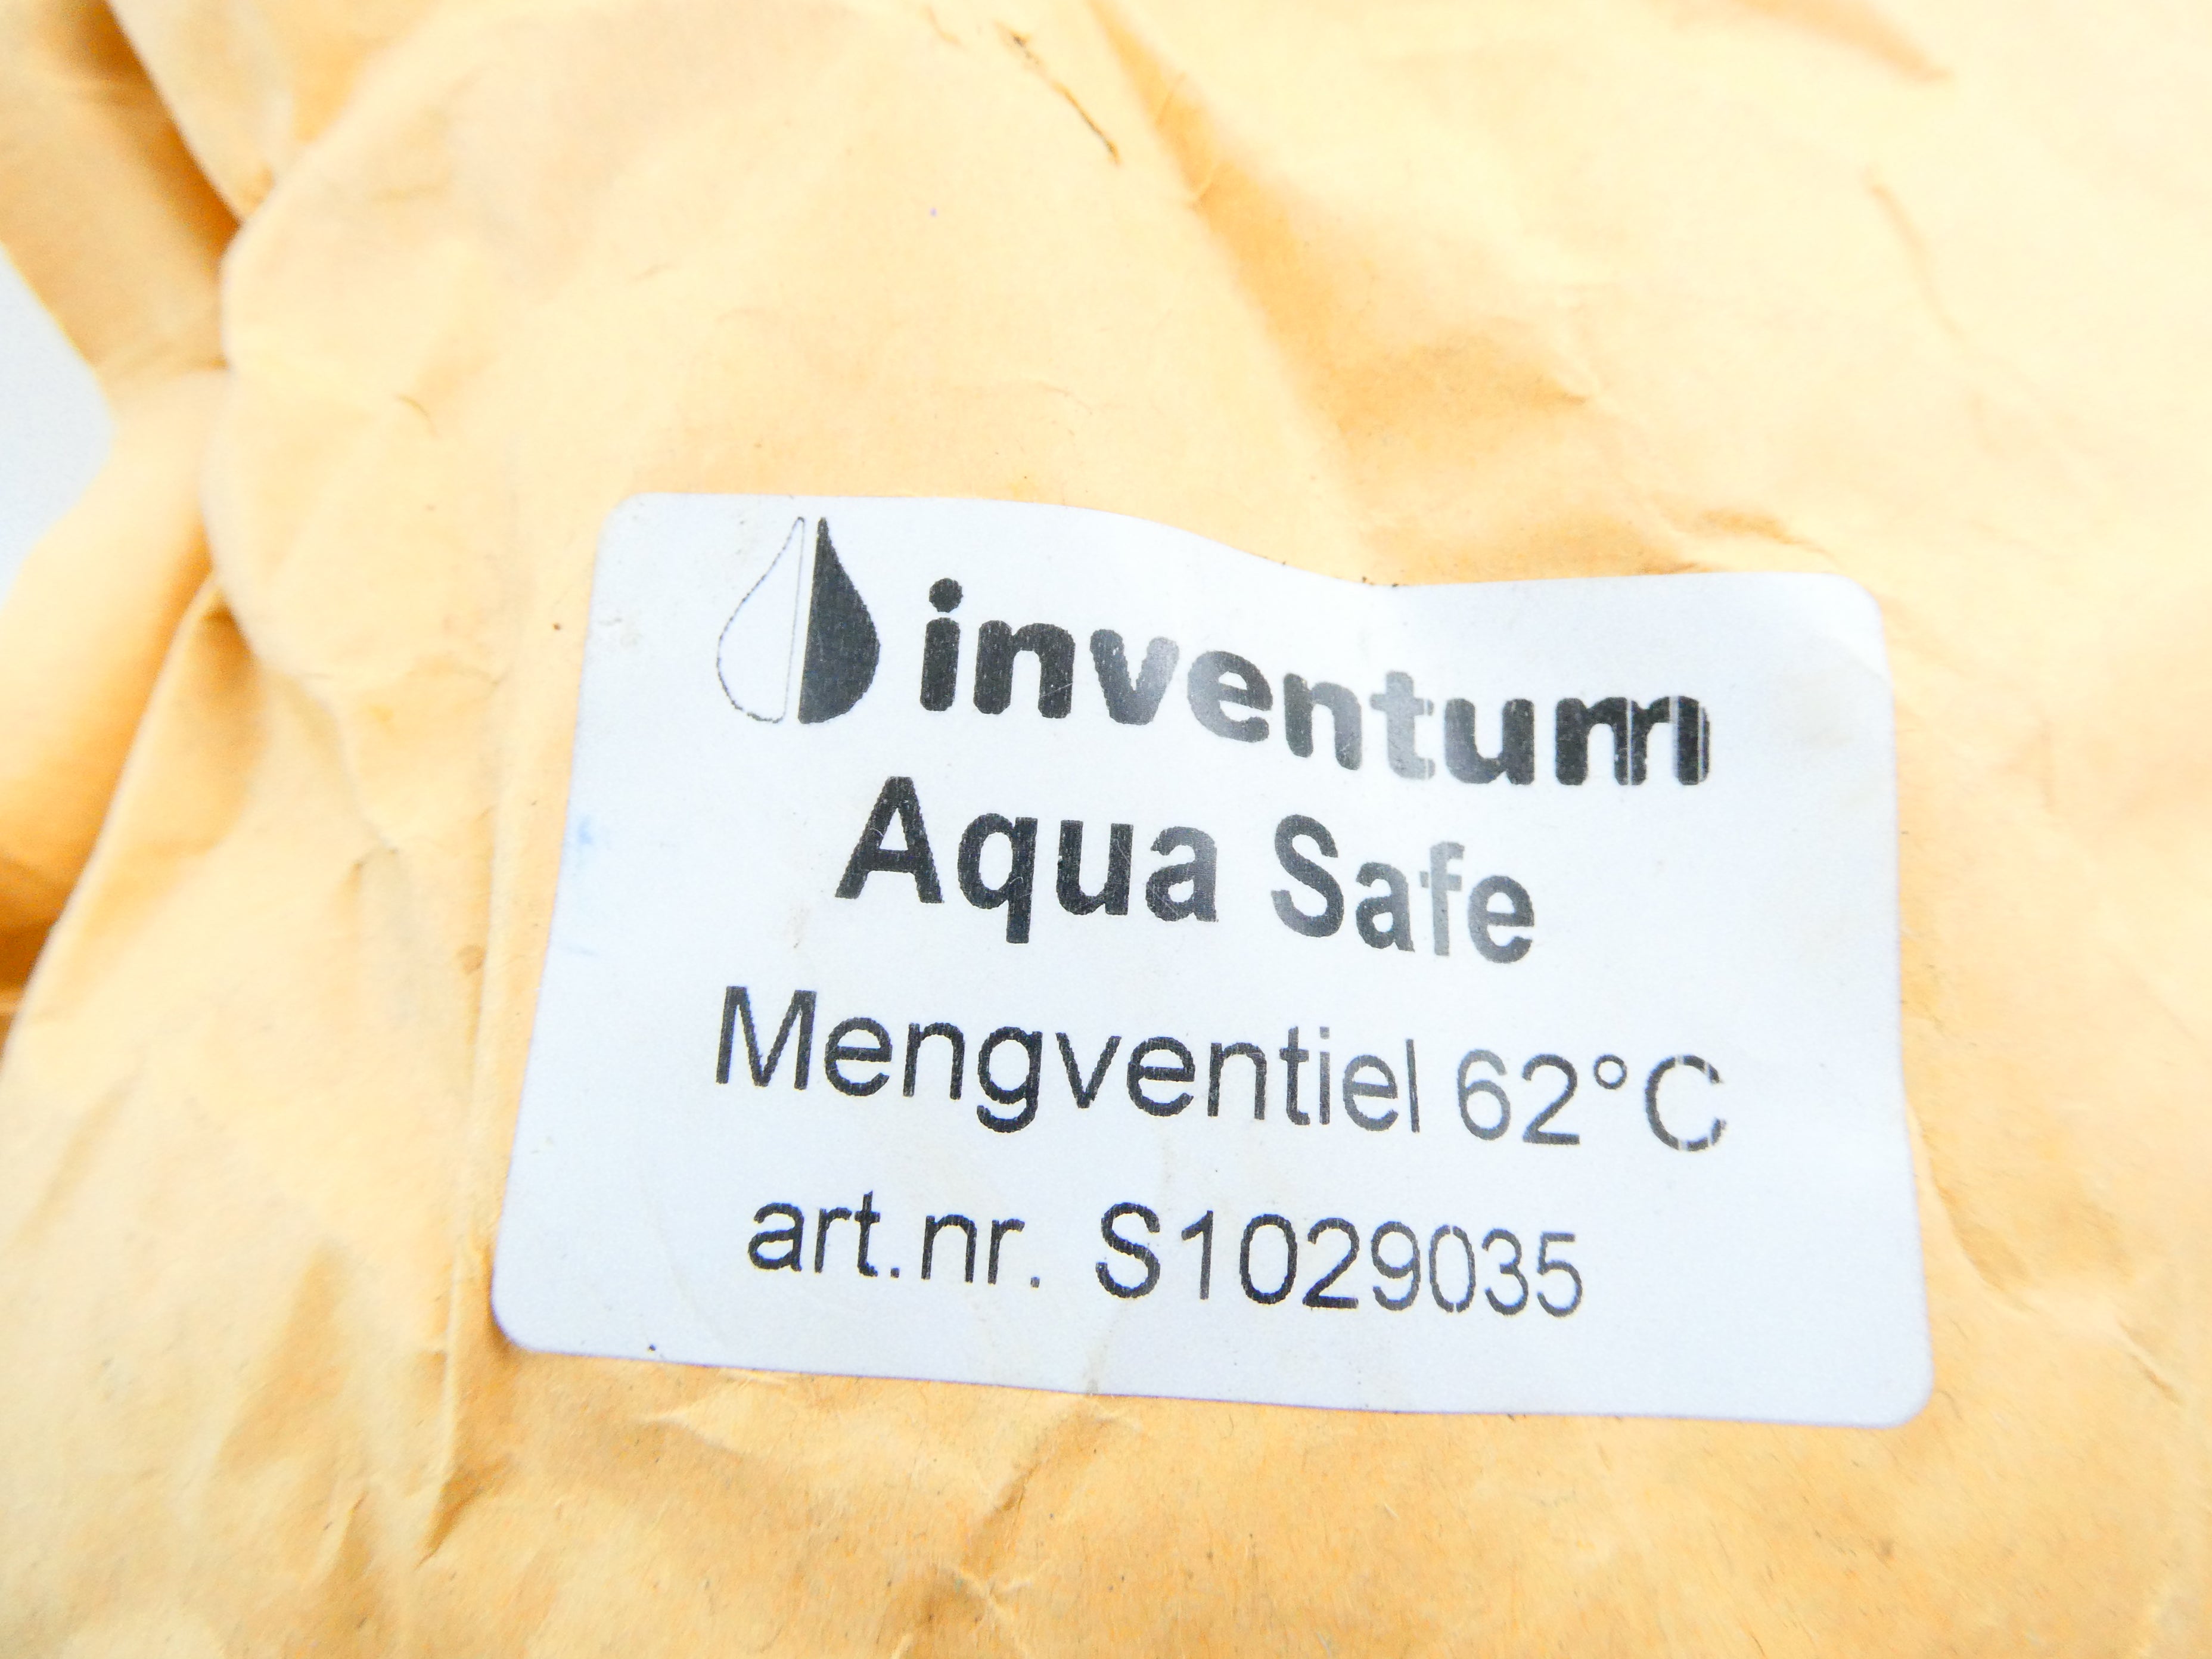 inventum
Aqua Safe
Mengventiel 62°C
art.nr. S1029035